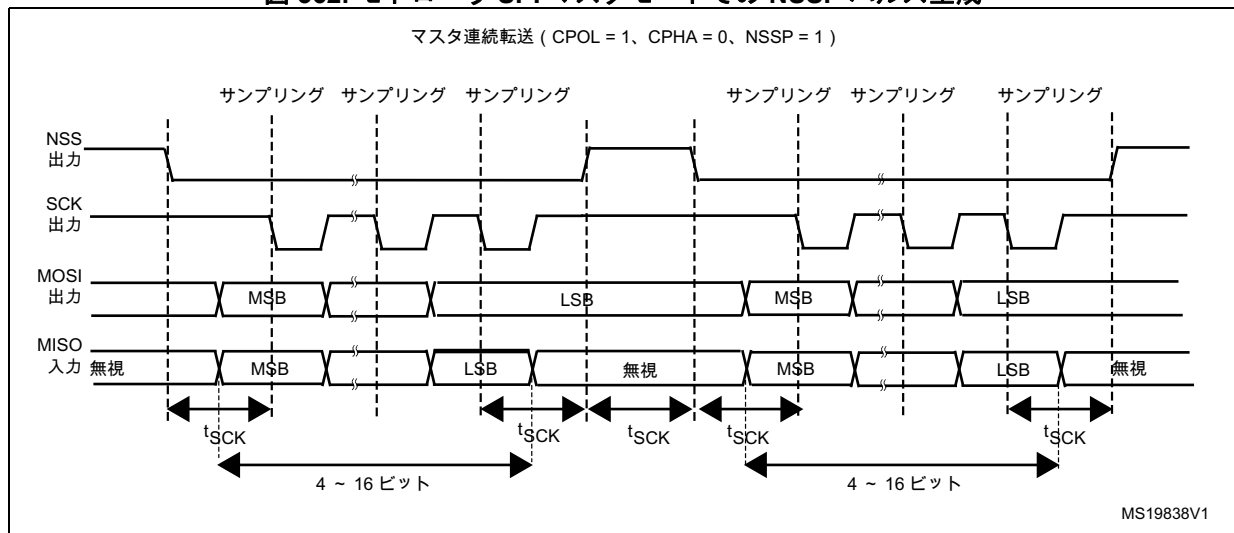 マスタ連続転送 ( CPOL = 1、CPHA = 0、NSSP = 1 )
サンプリング サンプリング サンプリング サンプリング サンプリング サンプリング
NSS
出力
SCK
出力
MOSI
出力
MSB LSB MSB LSB
MISO
入力 無視 MSB LSB 無視 MSB LSB 無視
tSCK tSCK tSCK tSCK tSCK
4 ~ 16 ビット 4 ~ 16 ビット
MS19838V1